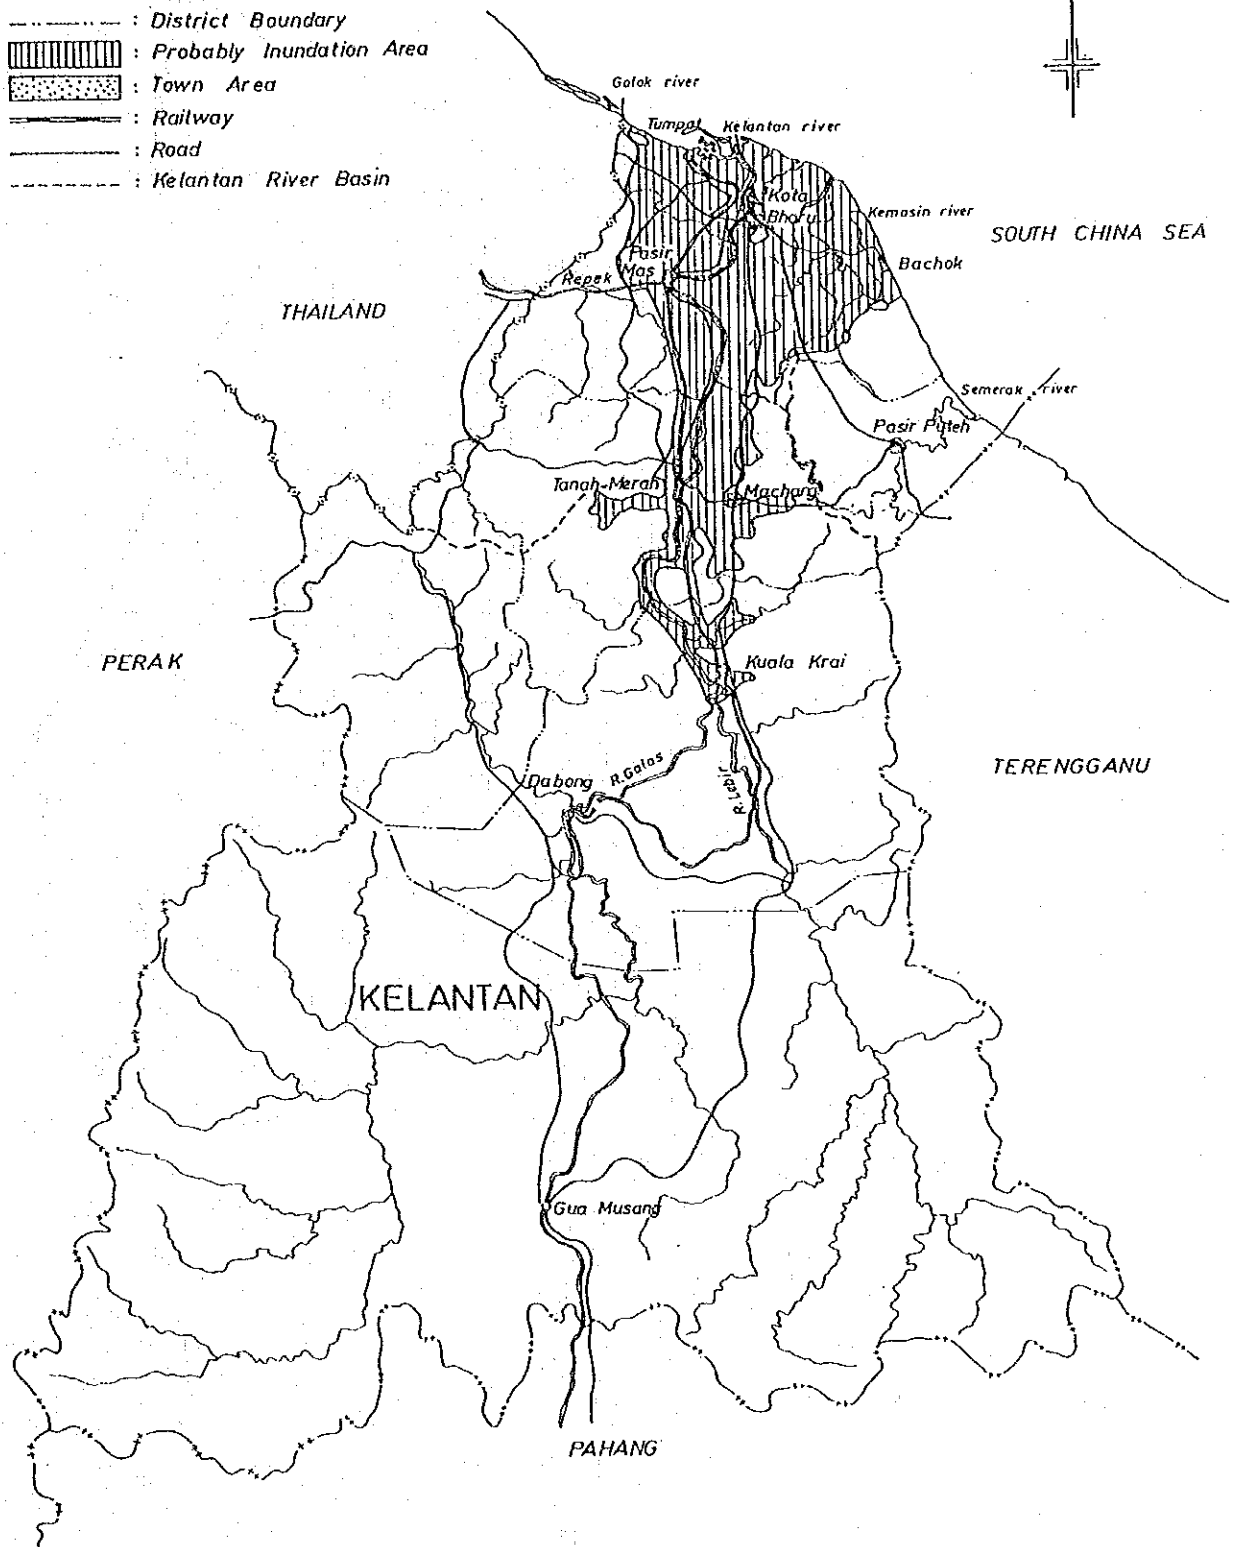 : District Boundary
: Probably Inundation Area
: Town Area
: Railway
: Road
: Kelantan River Basin
Golok river
Tumpat
Kelantan river
Kota
Bharu
Kemasin river
SOUTH CHINA SEA
Pasir
Mas
Bachok
Repek
THAILAND
Semerak river
Pasir Puteh
Tanah-Merah
Machang
PERAK
Kuala Krai
TERENGGANU
Dabong
R.Galas
R.Lebir
KELANTAN
Gua Musang
PAHANG